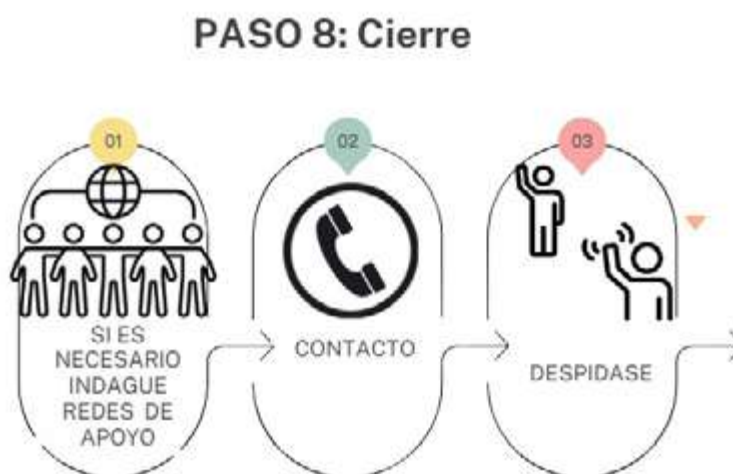 PASO 8: Cierre
01
SI ES
NECESARIO
INDAGUE
REDES DE
APOYO
02
CONTACTO
03
DESPIDASE